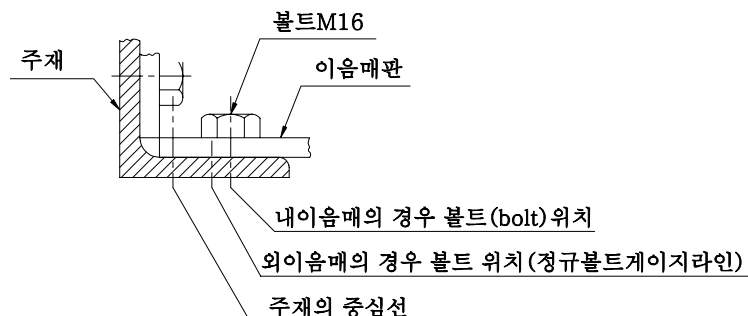 볼트M16
주재
이음매판
내이음매의 경우 볼트(bolt)위치
외이음매의 경우 볼트 위치(정규볼트게이지라인)
주재의 중심선